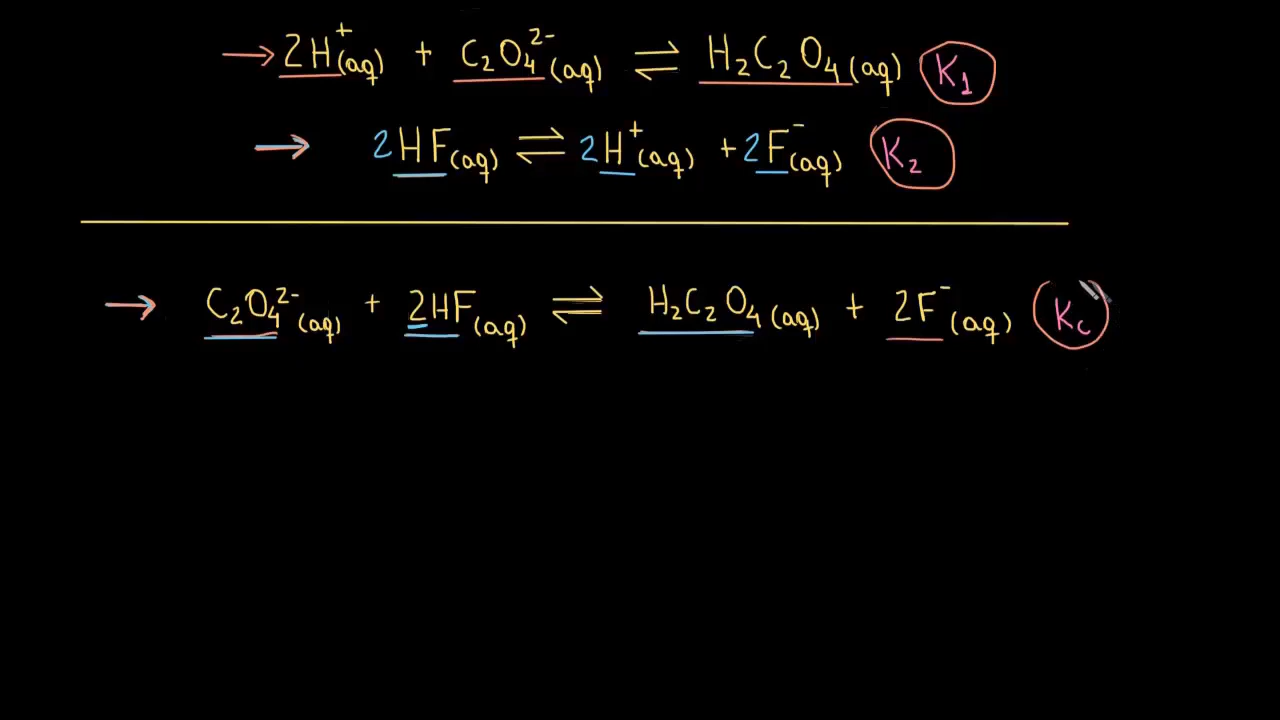 → 2H⁺(aq) + C₂O₄²⁻(aq) ⇌ H₂C₂O₄(aq) K₁
→ 2HF(aq) ⇌ 2H⁺(aq) + 2F⁻(aq) K₂
→ C₂O₄²⁻(aq) + 2HF(aq) ⇌ H₂C₂O₄(aq) + 2F⁻(aq) Kc